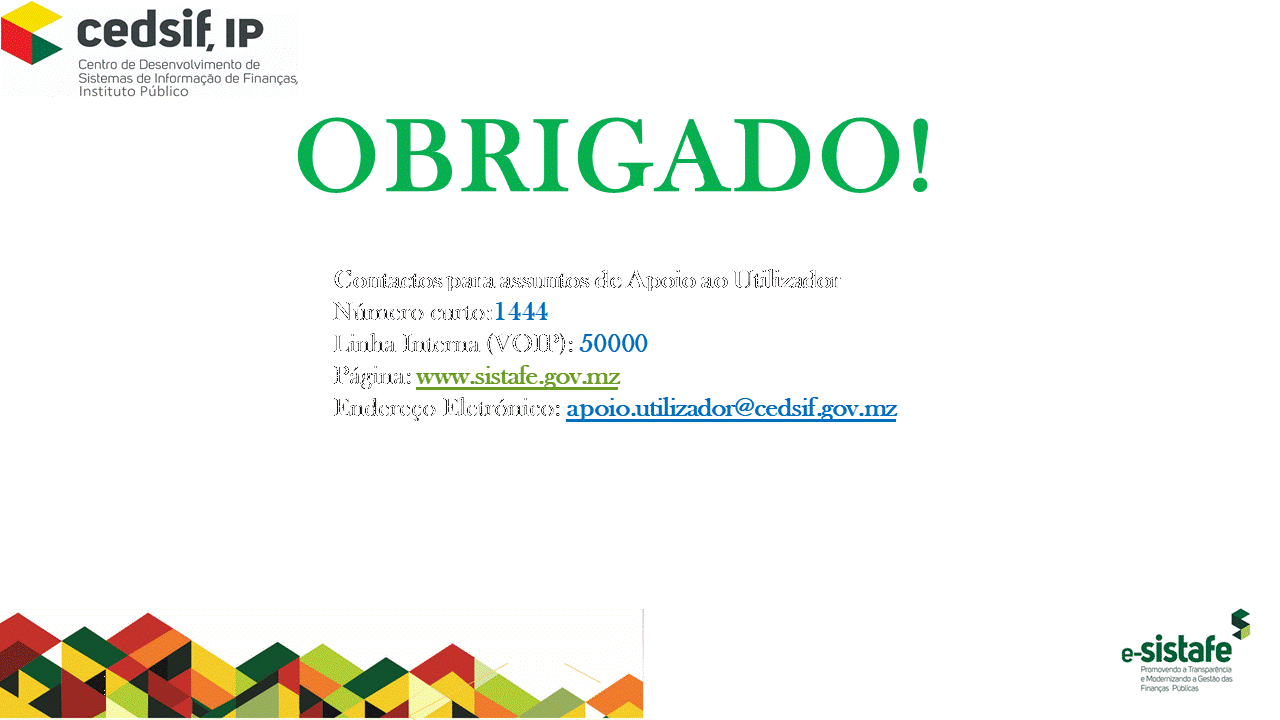 cedsif, IP
Centro de Desenvolvimento de
Sistemas de Informação de Finanças,
Instituto Público
OBRIGADO!
Contactos para assuntos de Apoio ao Utilizador
Número curto:1444
Linha Interna (VOIP): 50000
Página: www.sistafe.gov.mz
Endereço Eletrónico: apoio.utilizador@cedsif.gov.mz
e-sistafe
Promovendo a Transparência
e Modernizando a Gestão das
Finanças Públicas